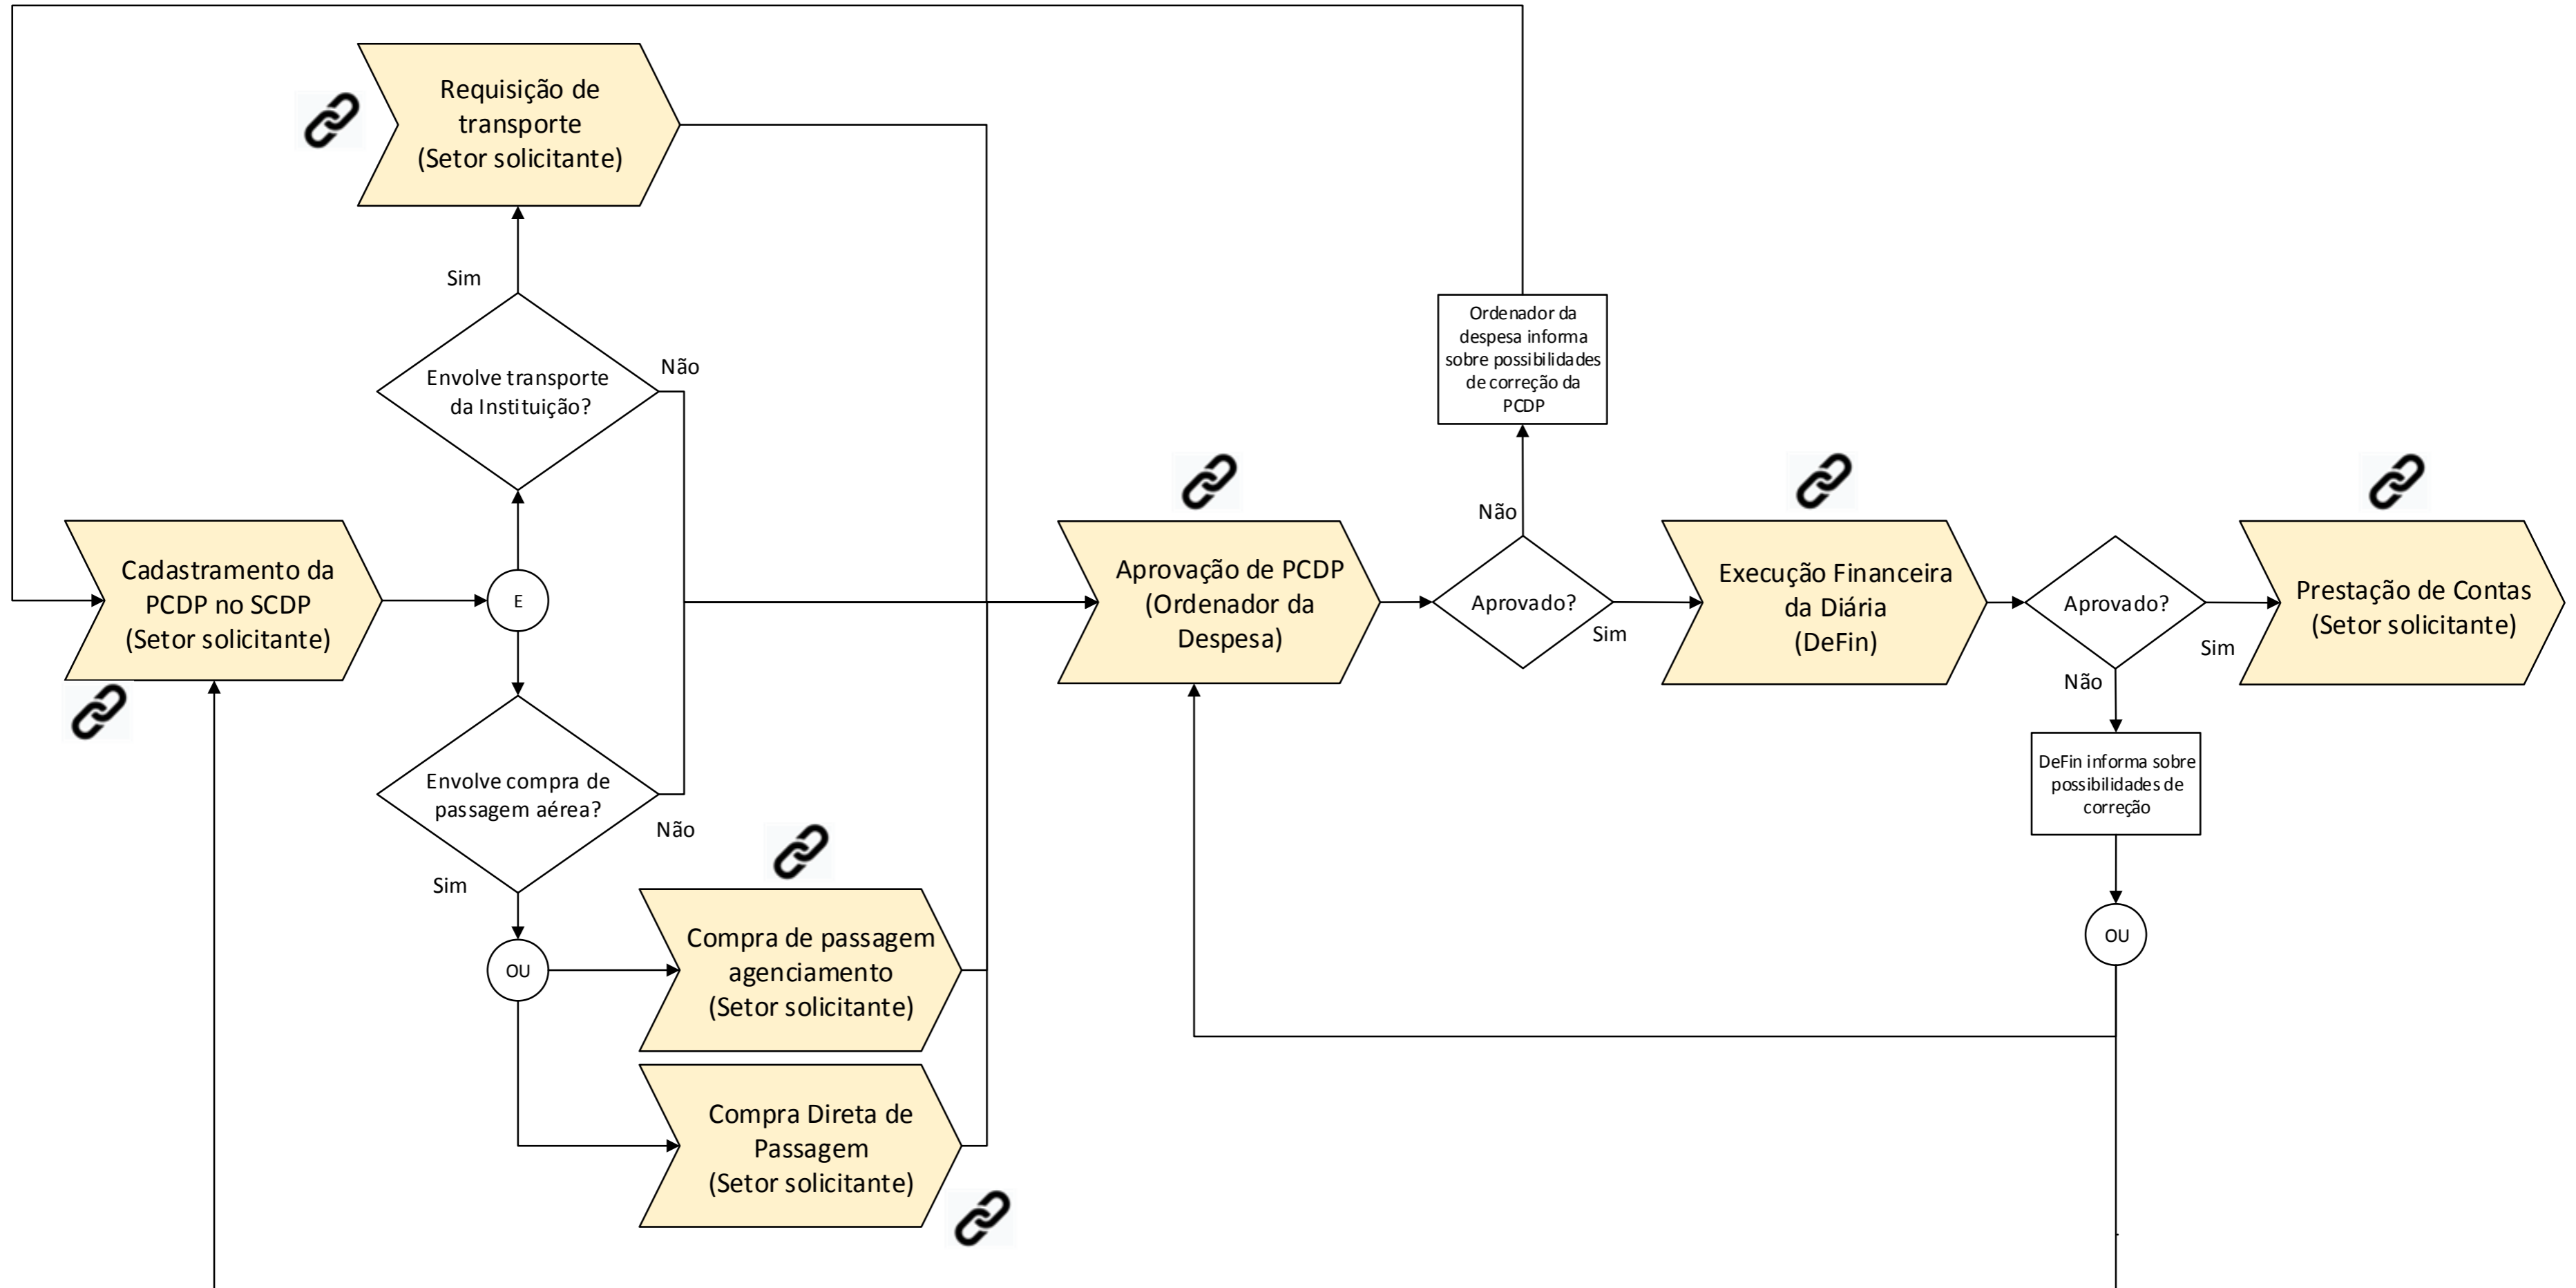 Requisição de
transporte
(Setor solicitante)
Sim
Envolve transporte
da Instituição?
Não
Cadastramento da
PCDP no SCDP
(Setor solicitante)
E
Envolve compra de
passagem aérea?
Não
Sim
OU
Compra de passagem
agenciamento
(Setor solicitante)
Compra Direta de
Passagem
(Setor solicitante)
Aprovação de PCDP
(Ordenador da
Despesa)
Aprovado?
Não
Sim
Ordenador da
despesa informa
sobre possibilidades
de correção da
PCDP
Execução Financeira
da Diária
(DeFin)
Aprovado?
Sim
Não
Prestação de Contas
(Setor solicitante)
DeFin informa sobre
possibilidades de
correção
OU